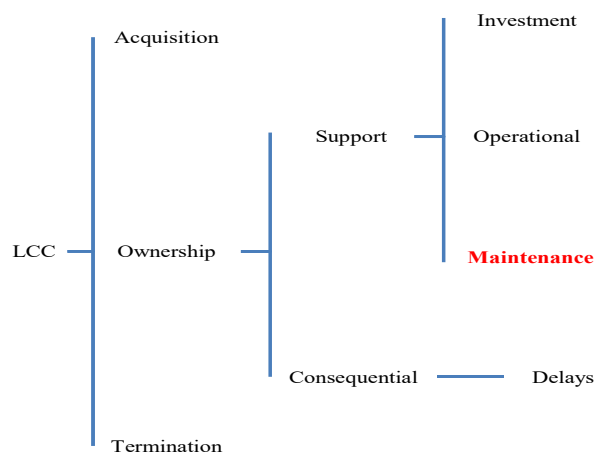 Investment
Acquisition
Support
Operational
LCC
Ownership
Maintenance
Consequential
Delays
Termination